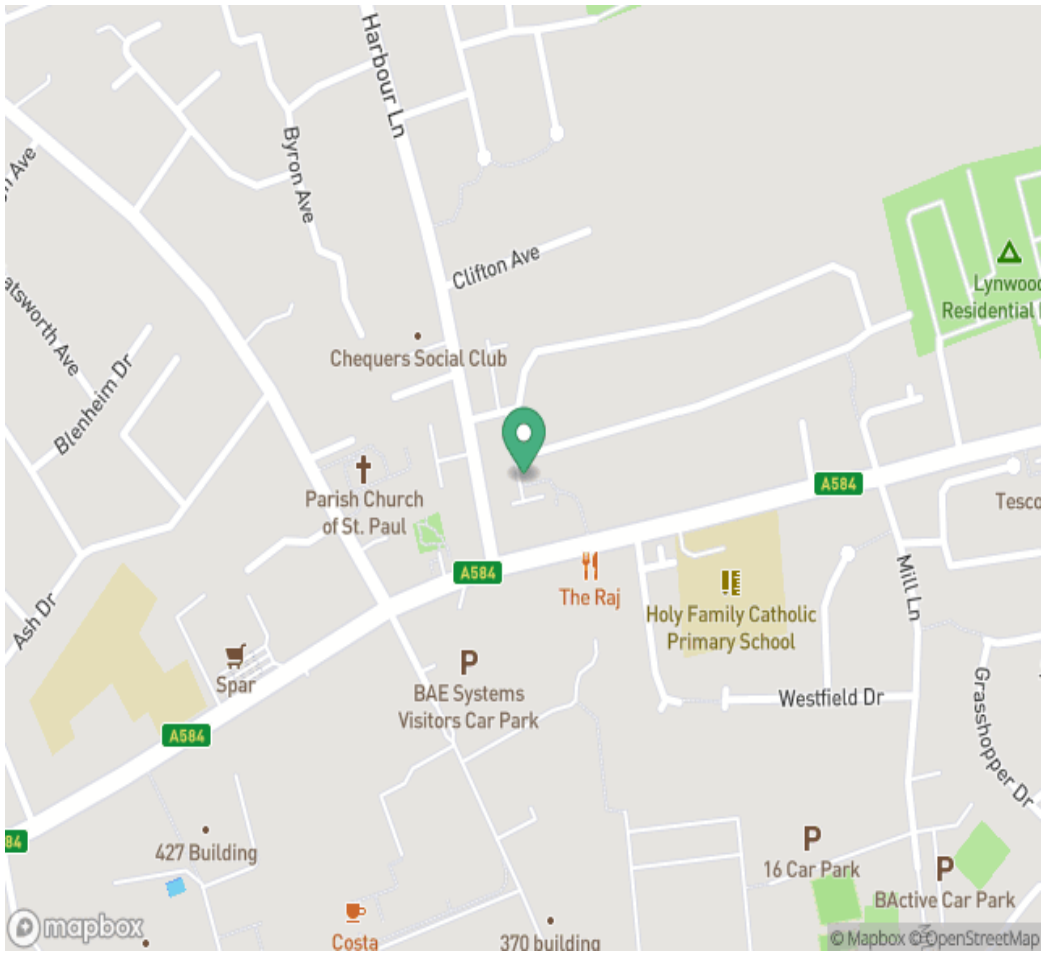 Harbour Ln
Byron Ave
Clifton Ave
Lynwood
Residential
Chequers Social Club
Blenheim Dr
Parish Church
of St. Paul
A584
A584
Tesco
The Raj
Holy Family Catholic
Primary School
Mill Ln
Ash Dr
Spar
BAE Systems
Visitors Car Park
Westfield Dr
Grasshopper Dr
A584
84
427 Building
16 Car Park
BActive Car Park
Costa
370 building
mapbox
© Mapbox © OpenStreetMap